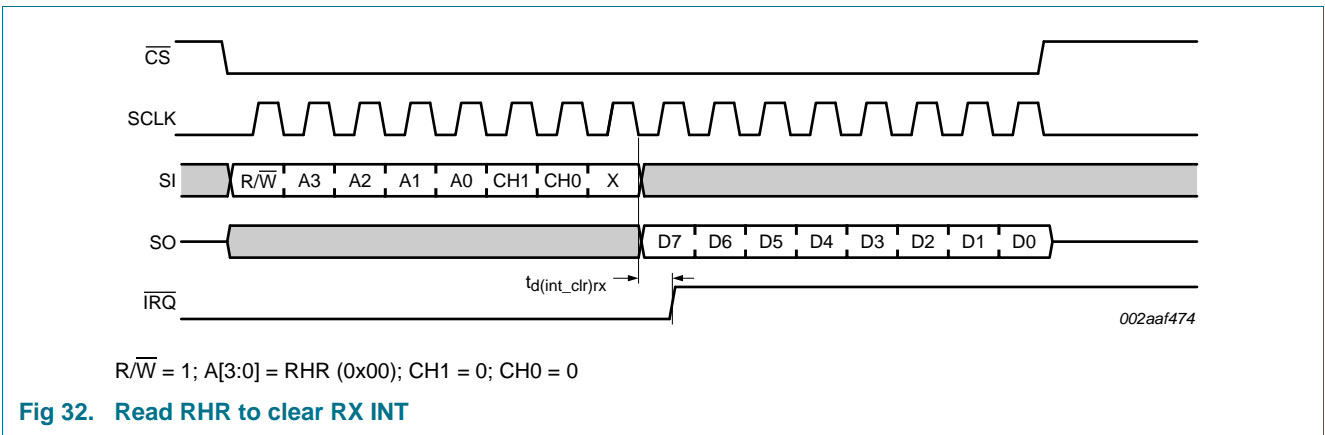 C̅S̅
SCLK
SI R/W̅ A3 A2 A1 A0 CH1 CH0 X
SO D7 D6 D5 D4 D3 D2 D1 D0
td(int_clr)rx
I̅R̅Q̅
002aaf474
R/W̅ = 1; A[3:0] = RHR (0x00); CH1 = 0; CH0 = 0
Fig 32. Read RHR to clear RX INT